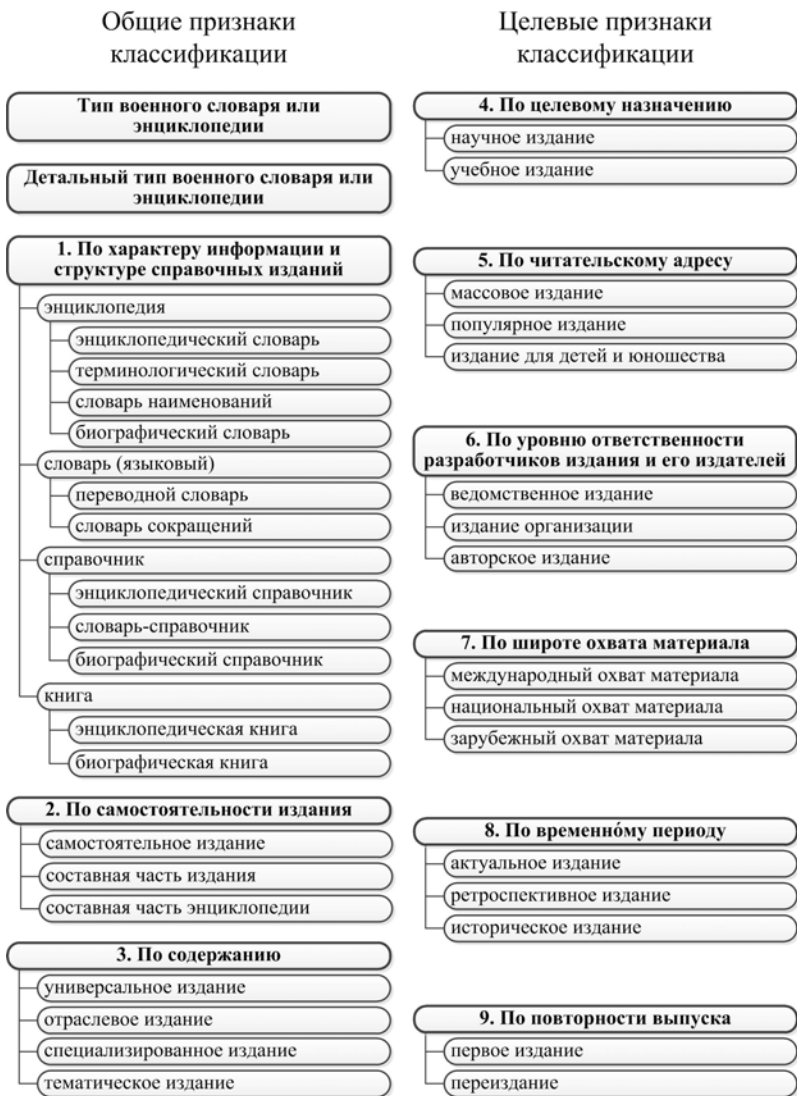 Общие признаки
классификации
Тип военного словаря или
энциклопедии
Детальный тип военного словаря или
энциклопедии
1. По характеру информации и
структуре справочных изданий
энциклопедия
энциклопедический словарь
терминологический словарь
словарь наименований
биографический словарь
словарь (языковый)
переводной словарь
словарь сокращений
справочник
энциклопедический справочник
словарь-справочник
биографический справочник
книга
энциклопедическая книга
биографическая книга
2. По самостоятельности издания
самостоятельное издание
составная часть издания
составная часть энциклопедии
3. По содержанию
универсальное издание
отраслевое издание
специализированное издание
тематическое издание
Целевые признаки
классификации
4. По целевому назначению
научное издание
учебное издание
5. По читательскому адресу
массовое издание
популярное издание
издание для детей и юношества
6. По уровню ответственности
разработчиков издания и его издателей
ведомственное издание
издание организации
авторское издание
7. По широте охвата материала
международный охват материала
национальный охват материала
зарубежный охват материала
8. По временно́му периоду
актуальное издание
ретроспективное издание
историческое издание
9. По повторности выпуска
первое издание
переиздание